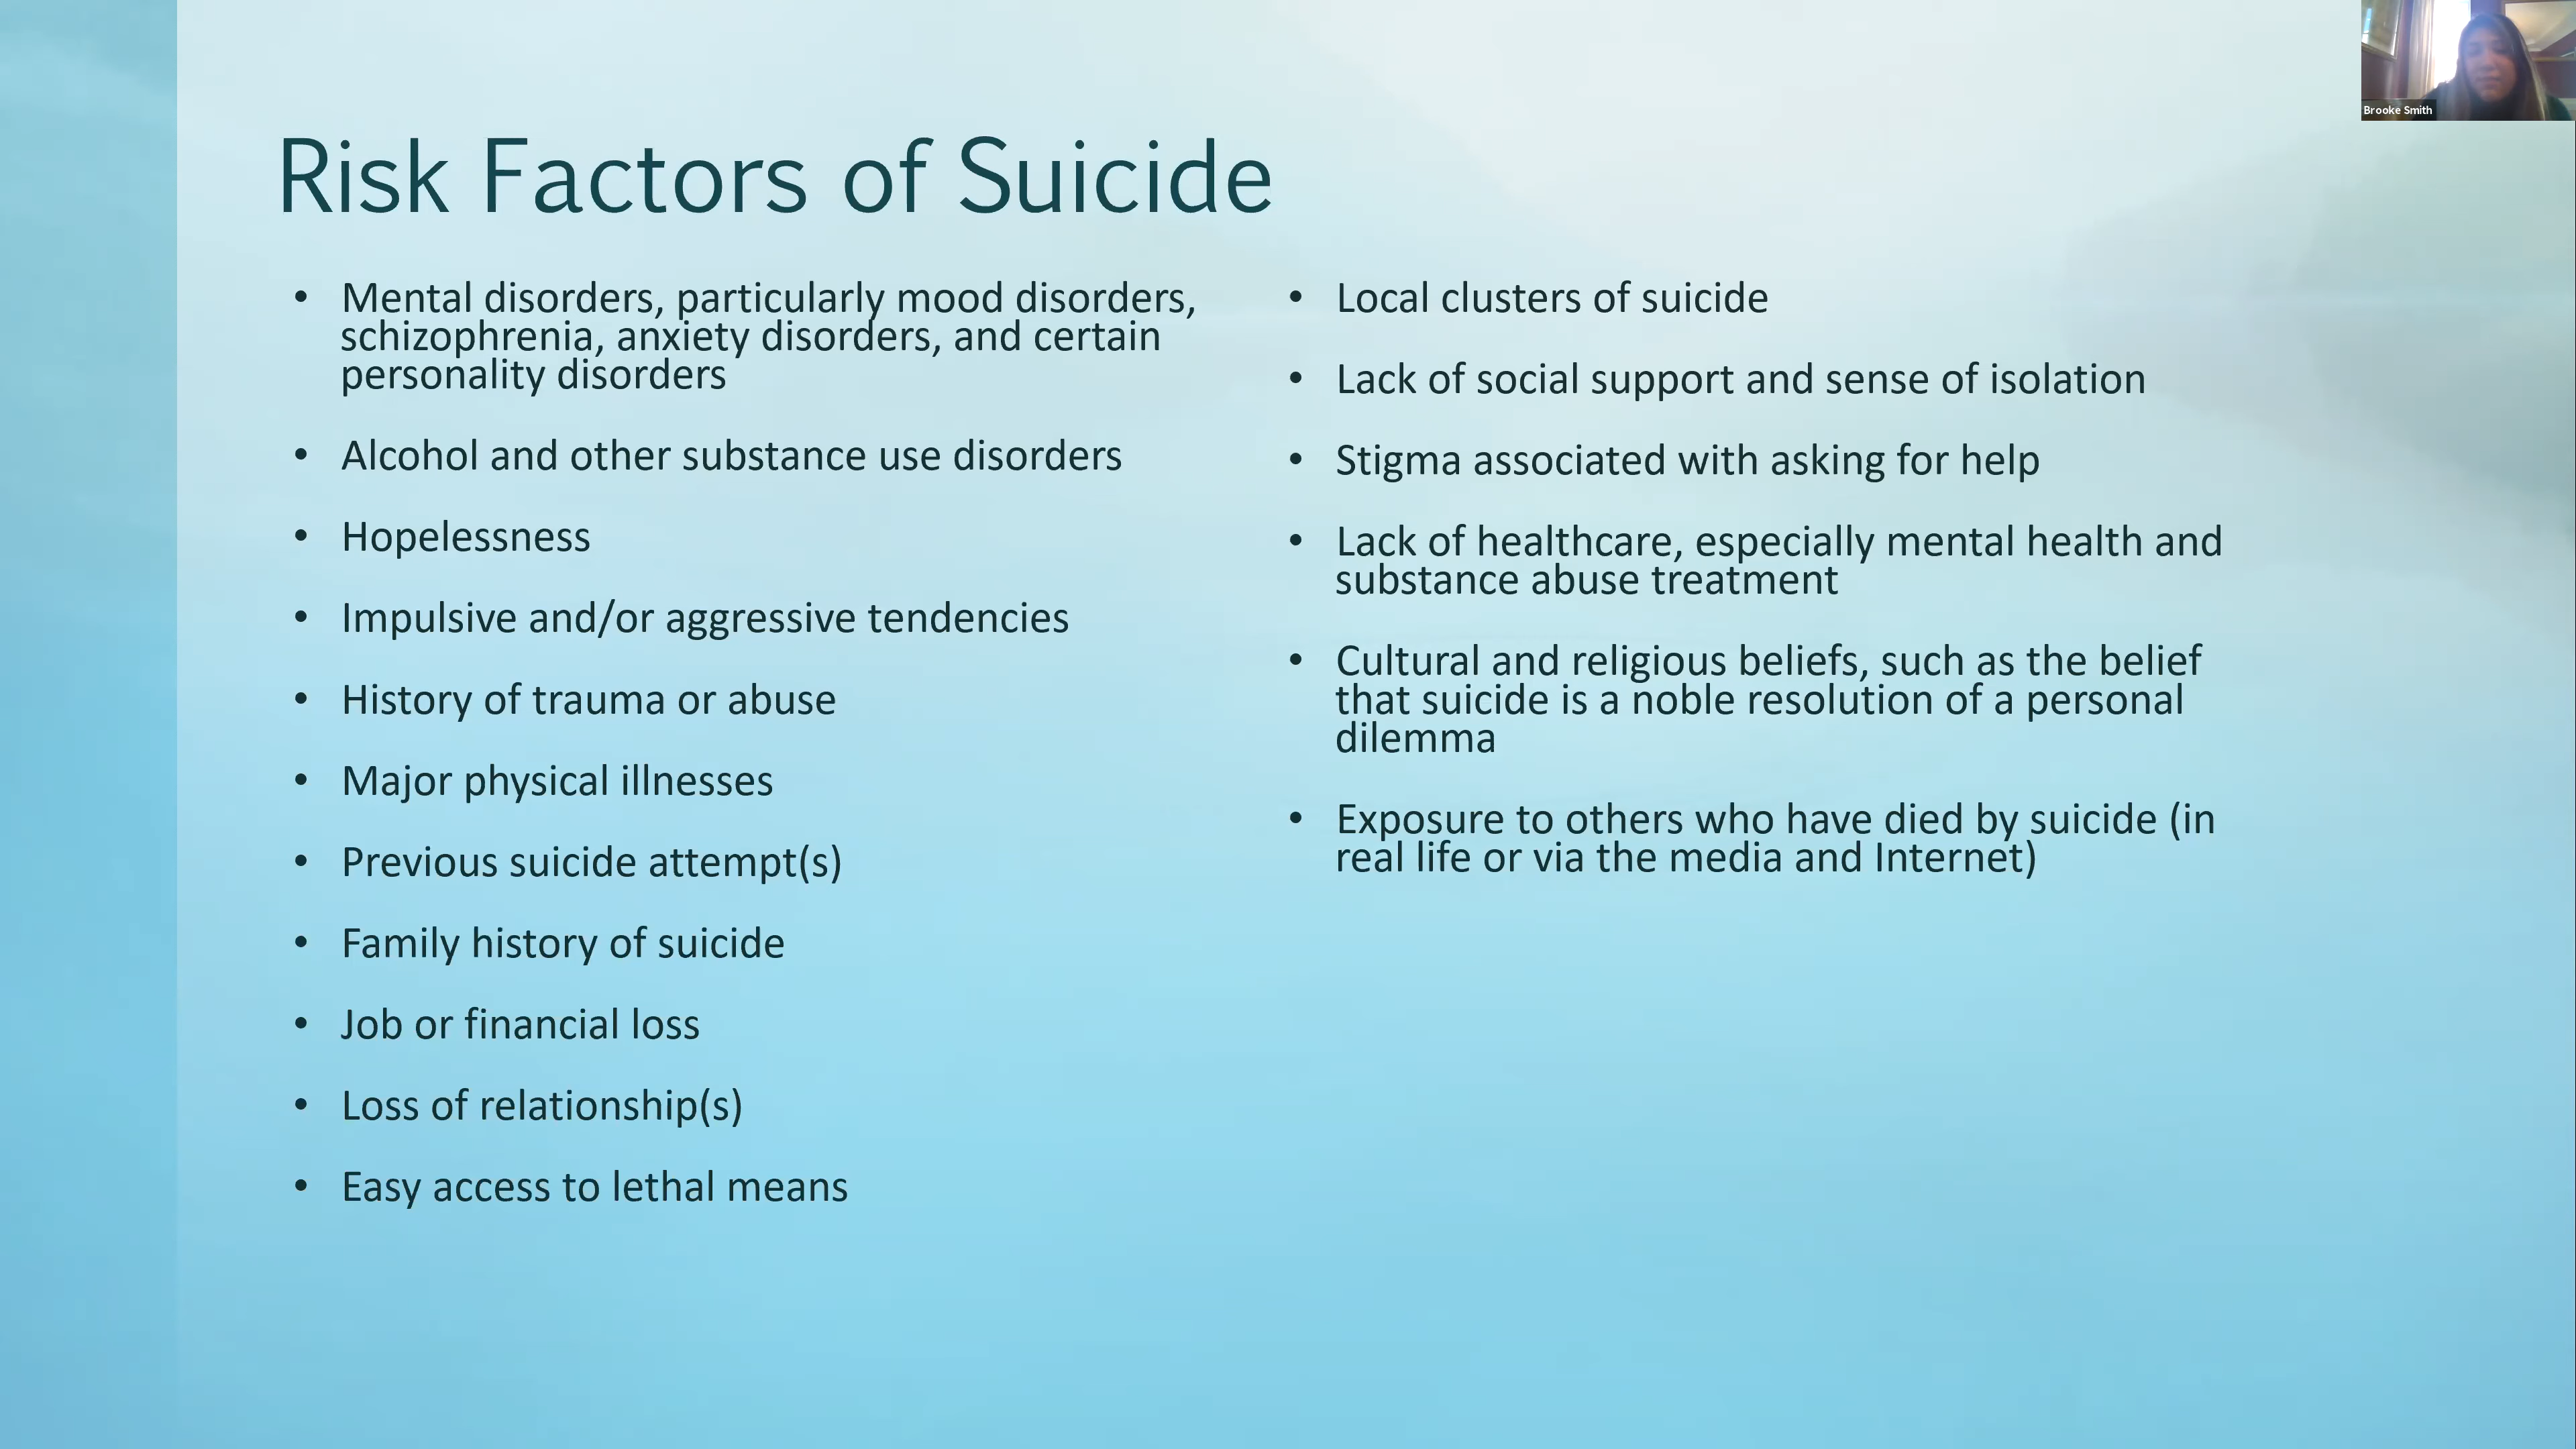 Brooke Smith
Risk Factors of Suicide
• Mental disorders, particularly mood disorders,
schizophrenia, anxiety disorders, and certain
personality disorders
• Alcohol and other substance use disorders
• Hopelessness
• Impulsive and/or aggressive tendencies
• History of trauma or abuse
• Major physical illnesses
• Previous suicide attempt(s)
• Family history of suicide
• Job or financial loss
• Loss of relationship(s)
• Easy access to lethal means
• Local clusters of suicide
• Lack of social support and sense of isolation
• Stigma associated with asking for help
• Lack of healthcare, especially mental health and
substance abuse treatment
• Cultural and religious beliefs, such as the belief
that suicide is a noble resolution of a personal
dilemma
• Exposure to others who have died by suicide (in
real life or via the media and Internet)